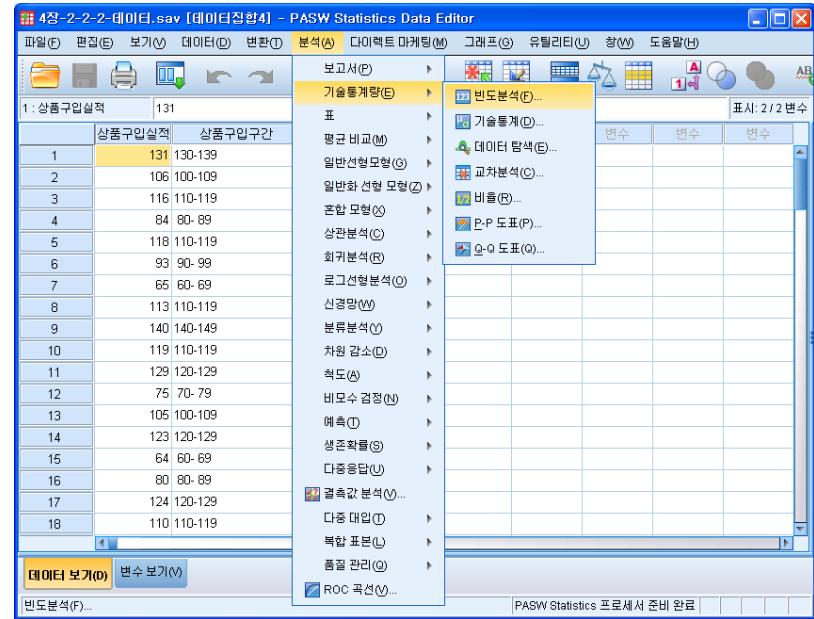 4장-2-2-2-데이터.sav [데이터집합4] - PASW Statistics Data Editor
파일(F) 편집(E) 보기(V) 데이터(D) 변환(T) 분석(A) 다이렉트 마케팅(M) 그래프(G) 유틸리티(U) 창(W) 도움말(H)
1 : 상품구입실적 131 표시: 2 / 2 변수
상품구입실적 상품구입구간 변수 변수 변수
1 131 130-139
2 106 100-109
3 116 110-119
4 84 80- 89
5 118 110-119
6 93 90- 99
7 65 60- 69
8 113 110-119
9 140 140-149
10 119 110-119
11 129 120-129
12 75 70- 79
13 105 100-109
14 123 120-129
15 64 60- 69
16 80 80- 89
17 124 120-129
18 110 110-119
보고서(P)
기술통계량(E)
표
평균 비교(M)
일반선형모형(G)
일반화 선형 모형(Z)
혼합 모형(X)
상관분석(C)
회귀분석(R)
로그선형분석(O)
신경망(W)
분류분석(Y)
차원 감소(D)
척도(A)
비모수 검정(N)
예측(T)
생존확률(S)
다중응답(U)
결측값 분석(V)...
다중 대입(T)
복합 표본(L)
품질 관리(Q)
ROC 곡선(V)...
빈도분석(F)...
기술통계(D)...
데이터 탐색(E)...
교차분석(C)...
비율(R)...
P-P 도표(P)...
Q-Q 도표(Q)...
데이터 보기(D) 변수 보기(V)
빈도분석(F)... PASW Statistics 프로세서 준비 완료